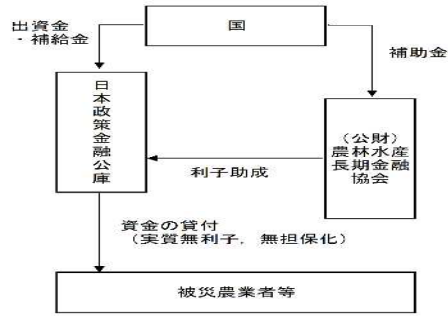 出資金
・補給金
国
補助金
日本政策金融公庫
（公財）
農林水産
長期金融
協会
利子助成
資金の貸付
（実質無利子，無担保化）
被災農業者等